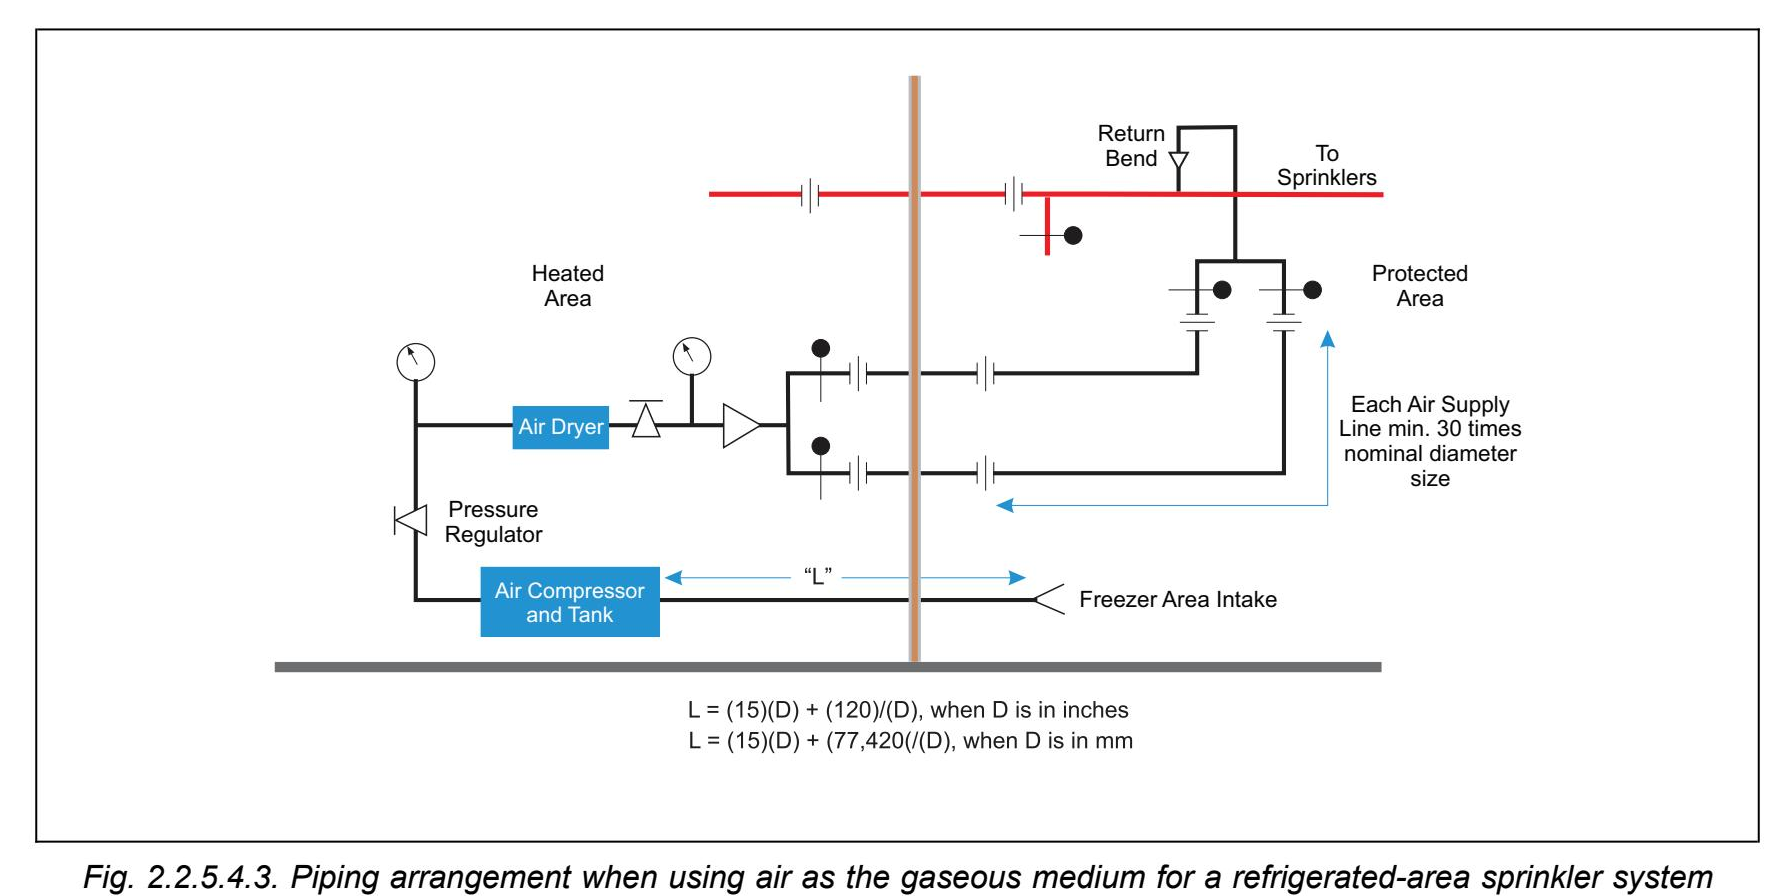 Return
Bend
To
Sprinklers
Heated
Area
Protected
Area
Air Dryer
Each Air Supply
Line min. 30 times
nominal diameter
size
Pressure
Regulator
Air Compressor
and Tank
“L”
Freezer Area Intake
L = (15)(D) + (120)/(D), when D is in inches
L = (15)(D) + (77,420(/(D), when D is in mm
Fig. 2.2.5.4.3. Piping arrangement when using air as the gaseous medium for a refrigerated-area sprinkler system